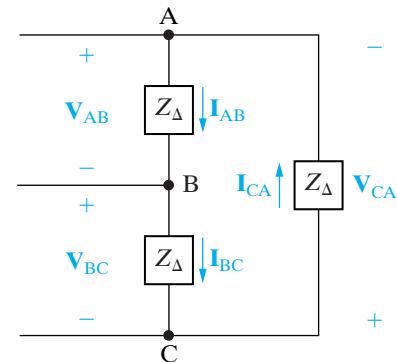 A
+ −
V_AB Z_Δ I_AB
− B
+ I_CA Z_Δ V_CA
V_BC Z_Δ I_BC
− +
C